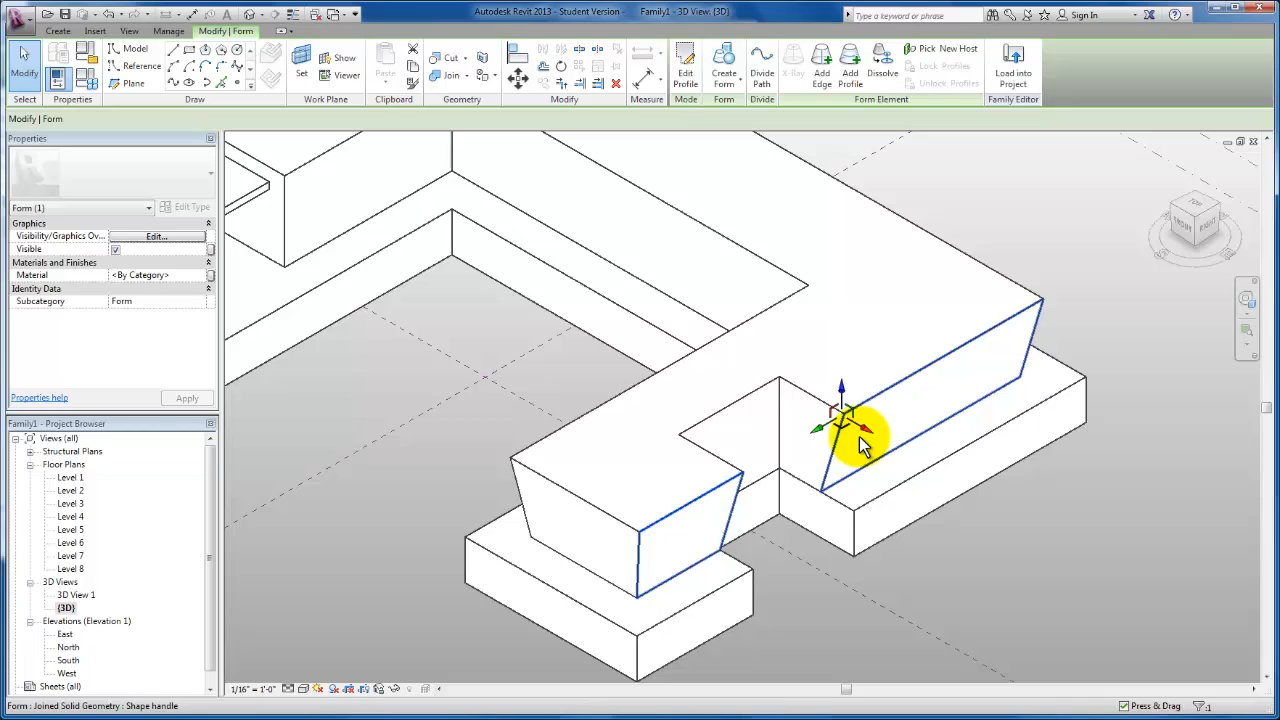 Autodesk Revit 2013 - Student Version - Family1 - 3D View: {3D}
Type a keyword or phrase
Sign In
Create Insert View Manage Modify | Form
Modify
Select
Properties
Model
Reference
Plane
Draw
Set
Show
Viewer
Work Plane
Paste
Clipboard
Cut
Join
Geometry
Modify
Measure
Edit Profile
Mode
Create Form
Form
Divide Path
Divide
X-Ray
Add Edge
Add Profile
Dissolve
Pick New Host
Lock Profiles
Unlock Profiles
Form Element
Load into Project
Family Editor
Modify | Form
Properties
Form (1)
Edit Type
Graphics
Visibility/Graphics Ov... Edit...
Visible
Materials and Finishes
Material <By Category>
Identity Data
Subcategory Form
Properties help
Apply
Family1 - Project Browser
Views (all)
Structural Plans
Floor Plans
Level 1
Level 2
Level 3
Level 4
Level 5
Level 6
Level 7
Level 8
3D Views
3D View 1
{3D}
Elevations (Elevation 1)
East
North
South
West
Sheets (all)
TOP
FRONT
RIGHT
1/16" = 1'-0"
Form : Joined Solid Geometry : Shape handle
Press & Drag
:1